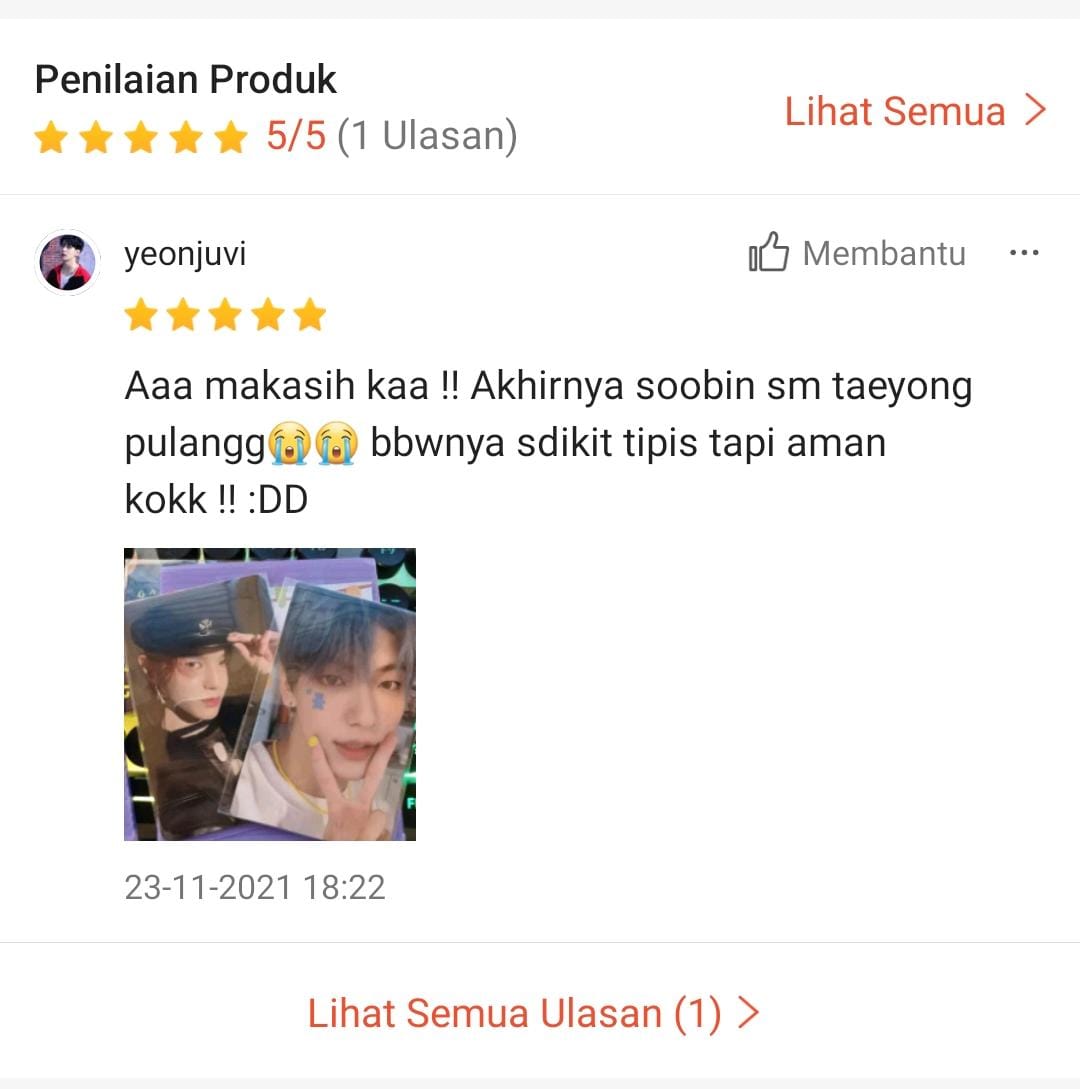 Penilaian Produk
5/5 (1 Ulasan)
Lihat Semua >
yeonjuvi
Membantu
Aaa makasih kaa !! Akhirnya soobin sm taeyong
pulangg😭😭 bbwnya sdikit tipis tapi aman
kokk !! :DD
23-11-2021 18:22
Lihat Semua Ulasan (1) >